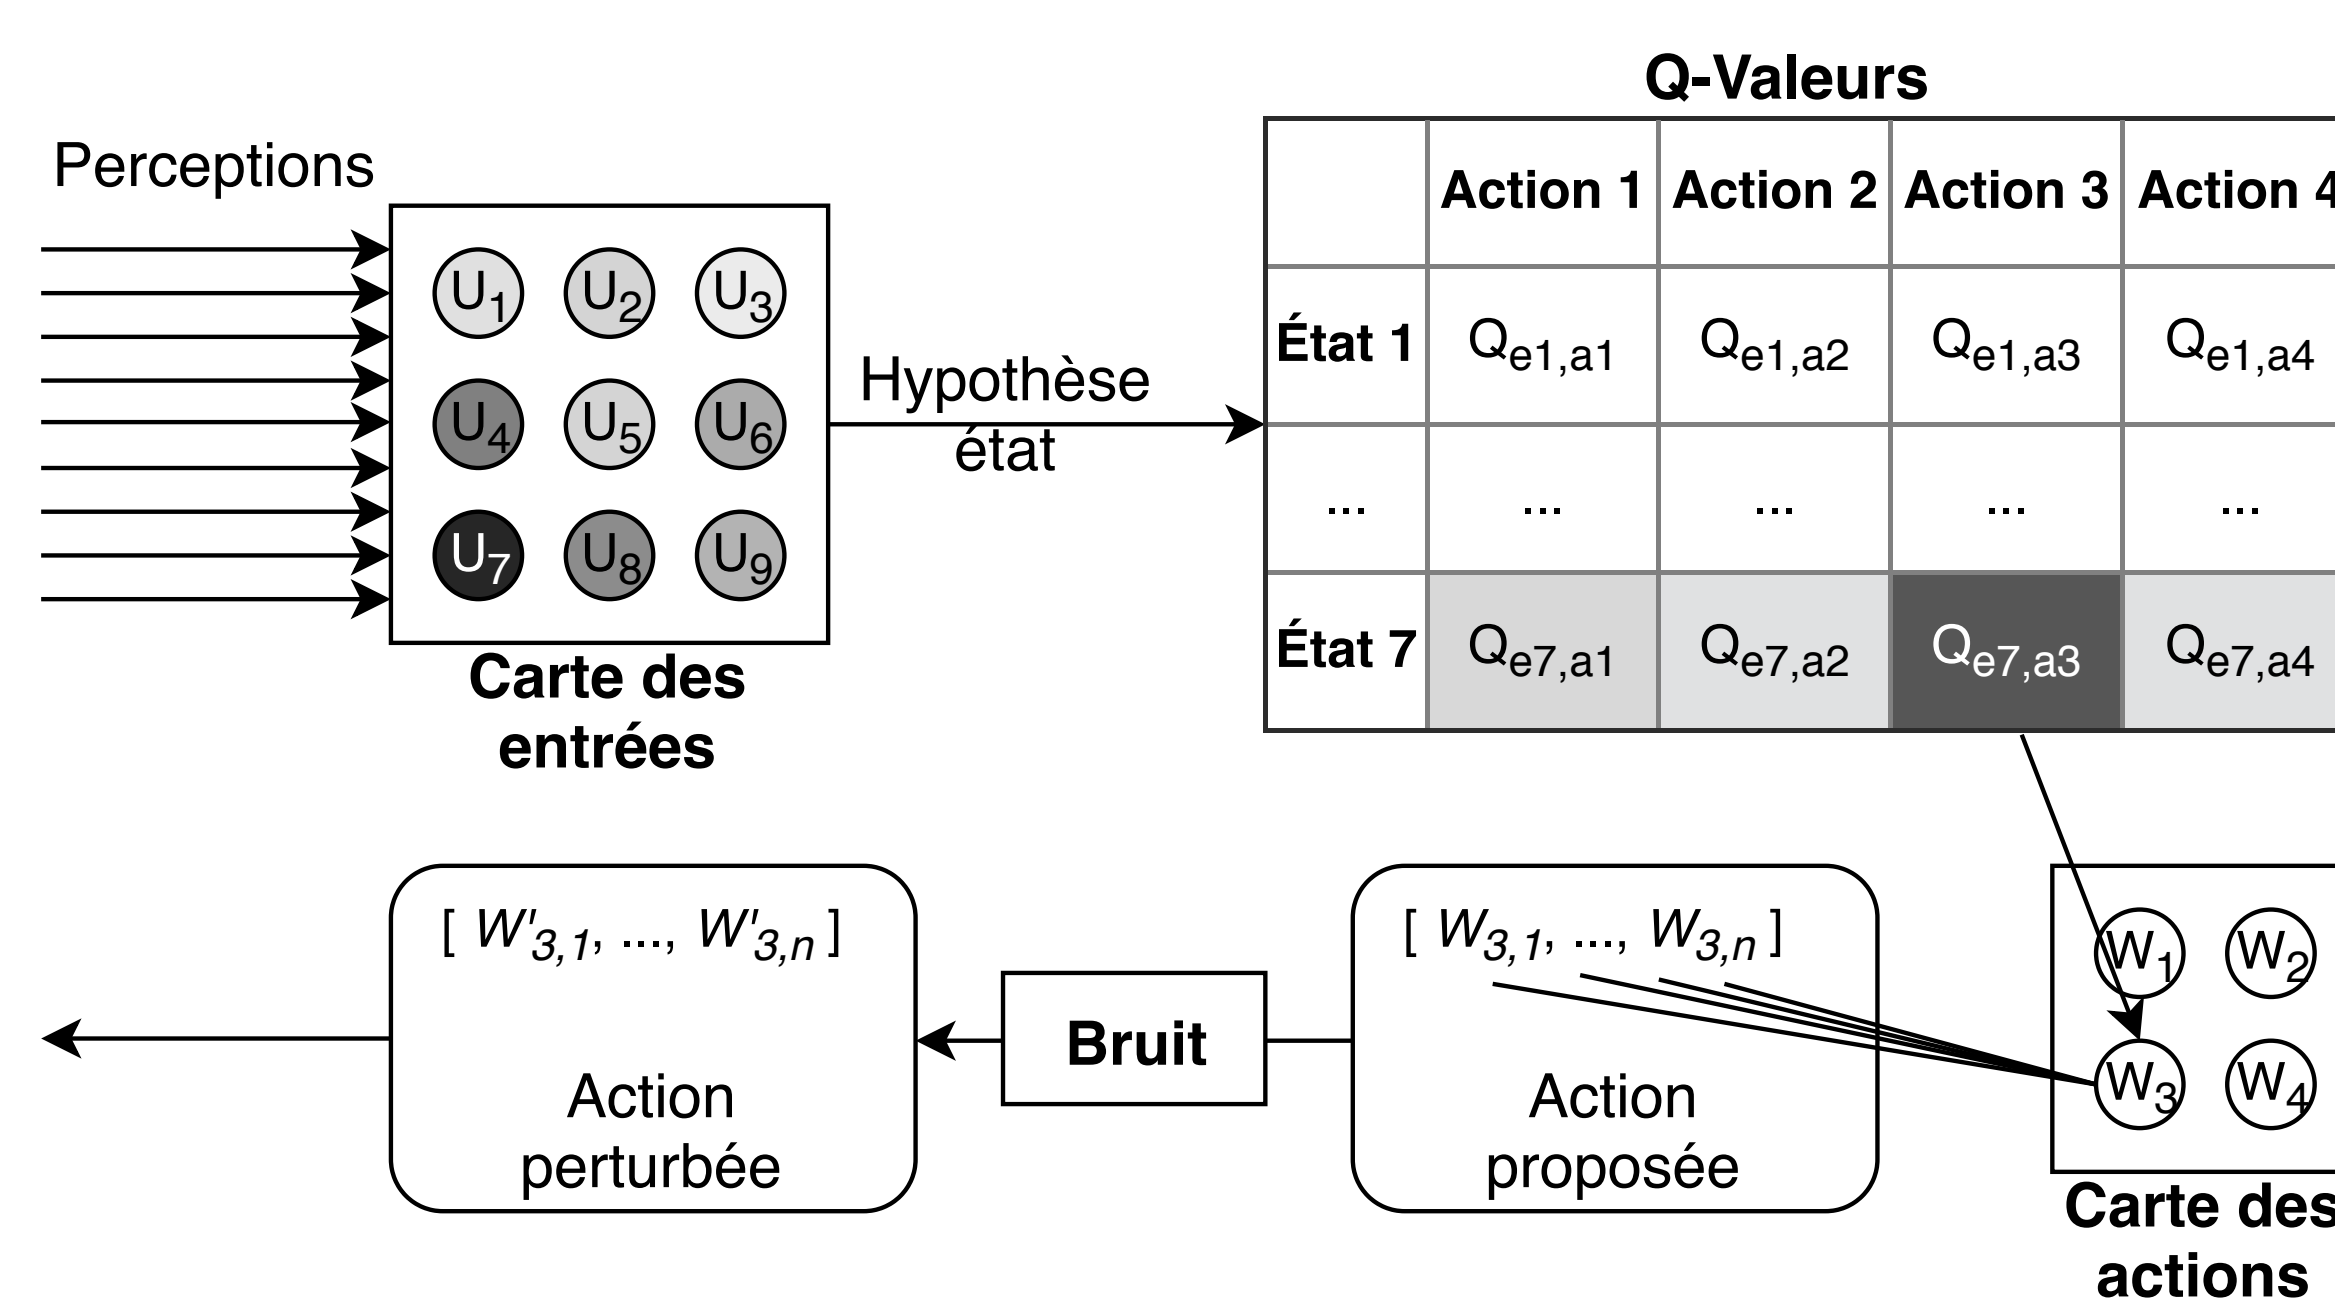 Q-Valeurs
Perceptions
Action 1 Action 2 Action 3 Action 4
U1 U2 U3
État 1 Qe1,a1 Qe1,a2 Qe1,a3 Qe1,a4
Hypothèse
état
U4 U5 U6
... ... ... ... ...
U7 U8 U9
État 7 Qe7,a1 Qe7,a2 Qe7,a3 Qe7,a4
Carte des
entrées
[ W'3,1, ..., W'3,n ]
Action
perturbée
Bruit
[ W3,1, ..., W3,n ]
Action
proposée
W1 W2
W3 W4
Carte des
actions